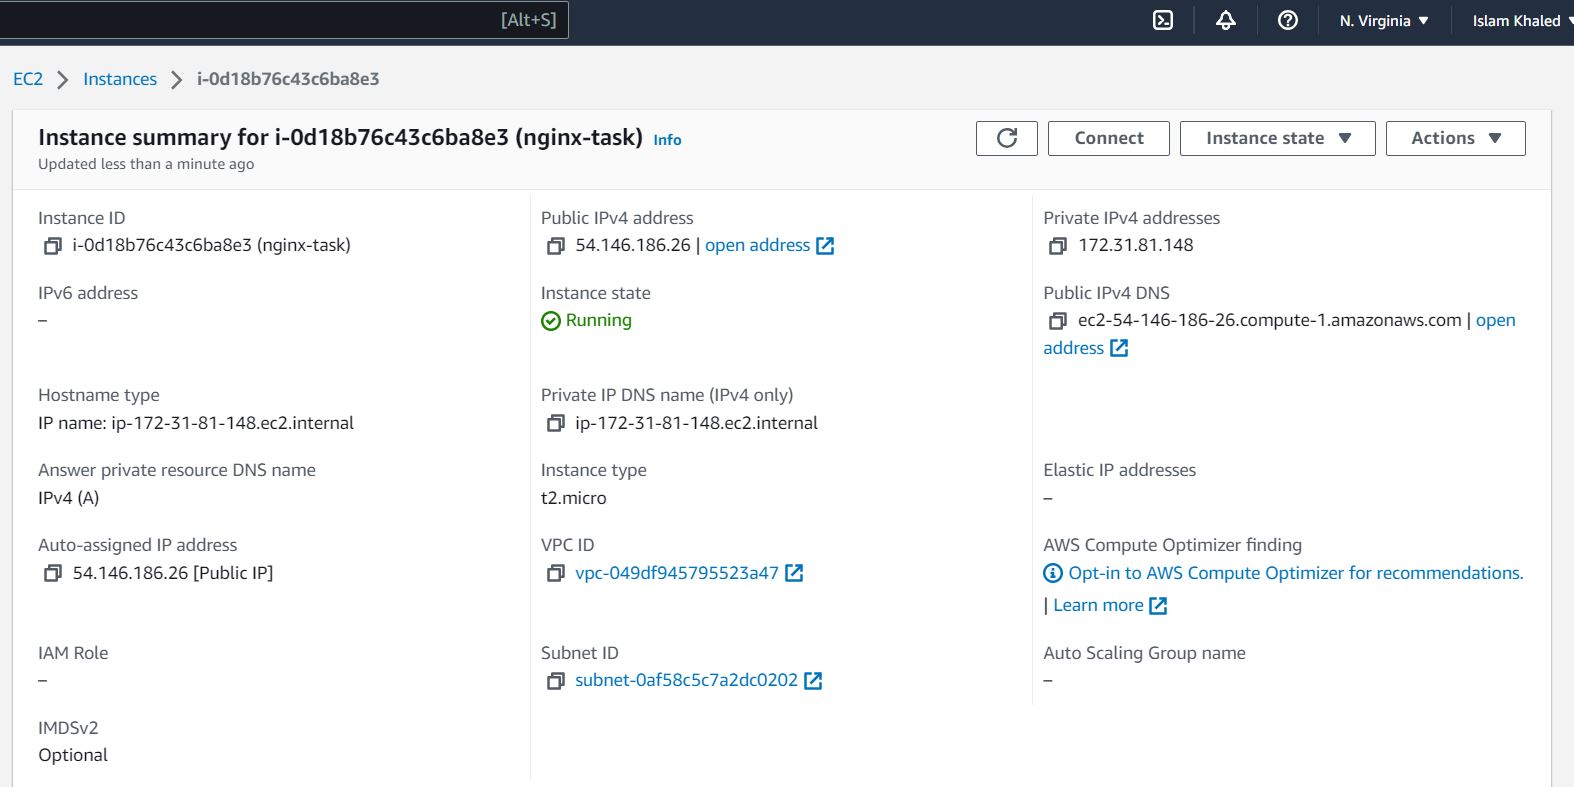 [Alt+S]
N. Virginia
Islam Khaled
EC2
Instances
i-0d18b76c43c6ba8e3
Instance summary for i-0d18b76c43c6ba8e3 (nginx-task) Info
Updated less than a minute ago
Connect
Instance state
Actions
Instance ID
i-0d18b76c43c6ba8e3 (nginx-task)
Public IPv4 address
54.146.186.26 | open address
Private IPv4 addresses
172.31.81.148
IPv6 address
–
Instance state
Running
Public IPv4 DNS
ec2-54-146-186-26.compute-1.amazonaws.com | open
address
Hostname type
IP name: ip-172-31-81-148.ec2.internal
Private IP DNS name (IPv4 only)
ip-172-31-81-148.ec2.internal
Answer private resource DNS name
IPv4 (A)
Instance type
t2.micro
Elastic IP addresses
–
Auto-assigned IP address
54.146.186.26 [Public IP]
VPC ID
vpc-049df945795523a47
AWS Compute Optimizer finding
Opt-in to AWS Compute Optimizer for recommendations.
| Learn more
IAM Role
–
Subnet ID
subnet-0af58c5c7a2dc0202
Auto Scaling Group name
–
IMDSv2
Optional